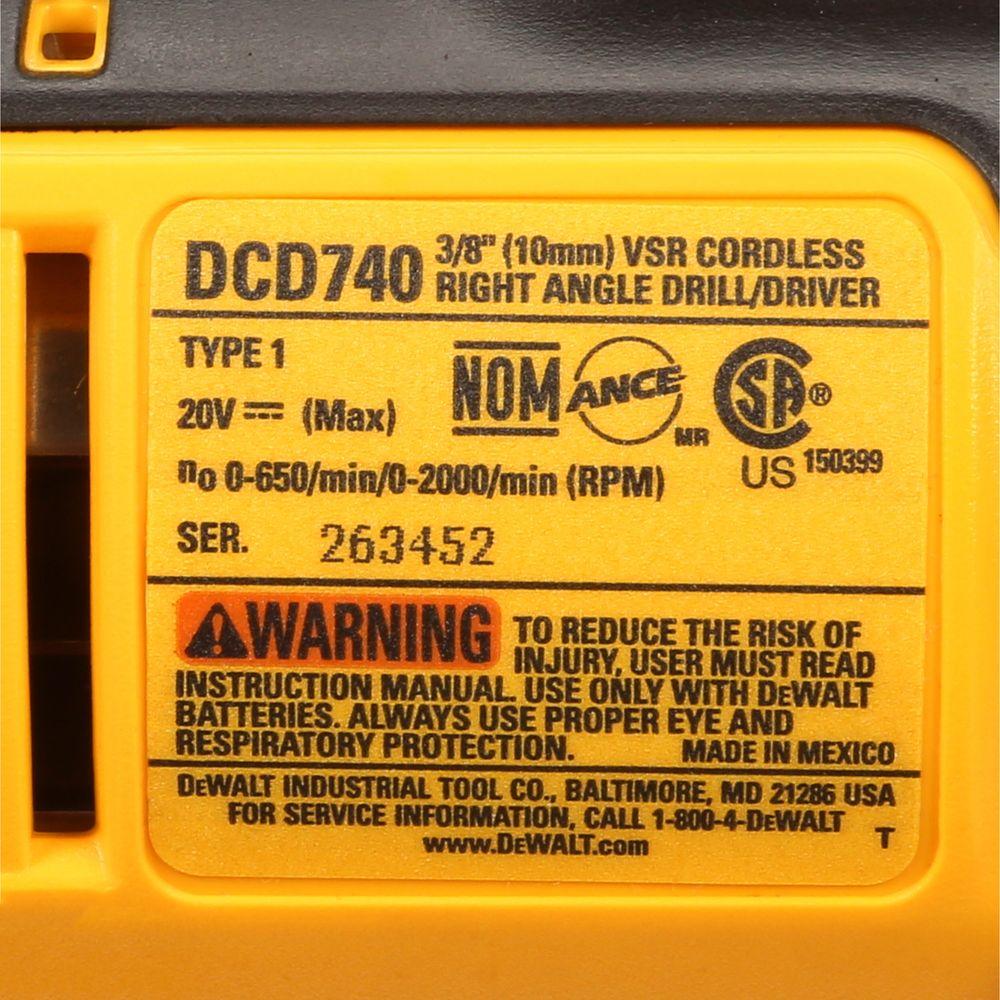 DCD740 3/8" (10mm) VSR CORDLESS
RIGHT ANGLE DRILL/DRIVER
TYPE 1
20V ⎓ (Max)
NOM ANCE MR
CSA® US 150399
no 0-650/min/0-2000/min (RPM)
SER. 263452
⚠WARNING TO REDUCE THE RISK OF
INJURY, USER MUST READ
INSTRUCTION MANUAL. USE ONLY WITH DEWALT
BATTERIES. ALWAYS USE PROPER EYE AND
RESPIRATORY PROTECTION. MADE IN MEXICO
DEWALT INDUSTRIAL TOOL CO., BALTIMORE, MD 21286 USA
FOR SERVICE INFORMATION, CALL 1-800-4-DEWALT
T
www.DEWALT.com